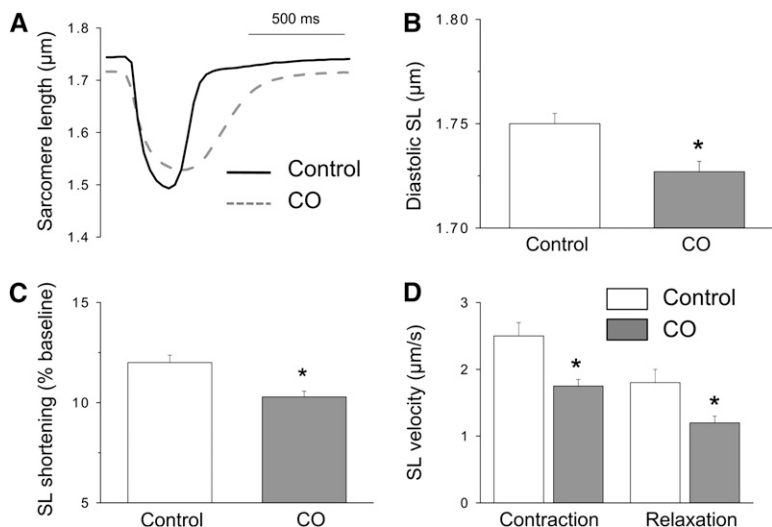 A
500 ms
Sarcomere length (µm)
1.8
1.7
1.6
1.5
1.4
Control
CO
B
Diastolic SL (µm)
1.80
1.75
1.70
*
Control
CO
C
SL shortening (% baseline)
15
10
5
*
Control
CO
D
Control
CO
SL velocity (µm/s)
3
2
1
0
*
*
Contraction
Relaxation